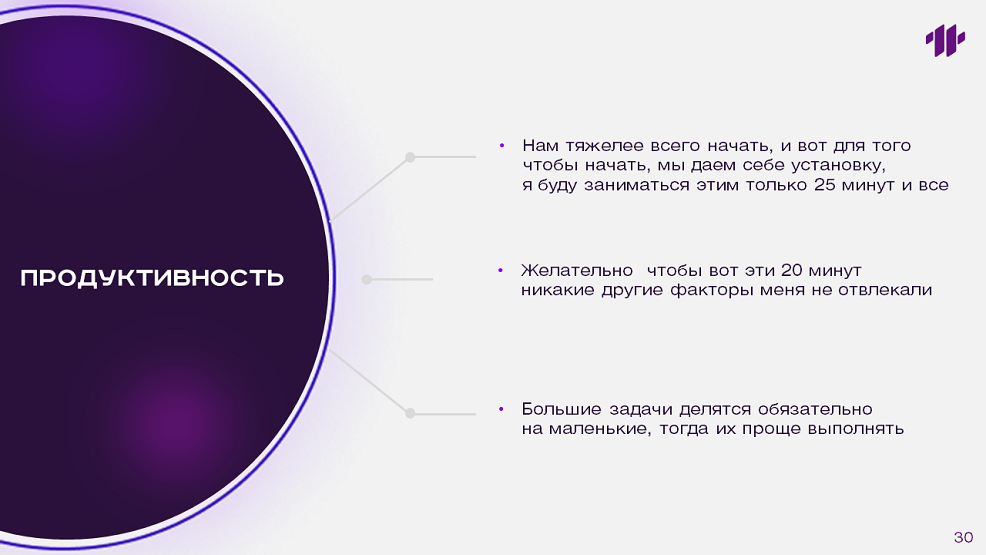 ПРОДУКТИВНОСТЬ
• Нам тяжелее всего начать, и вот для того
чтобы начать, мы даем себе установку,
я буду заниматься этим только 25 минут и все
• Желательно чтобы вот эти 20 минут
никакие другие факторы меня не отвлекали
• Большие задачи делятся обязательно
на маленькие, тогда их проще выполнять
30